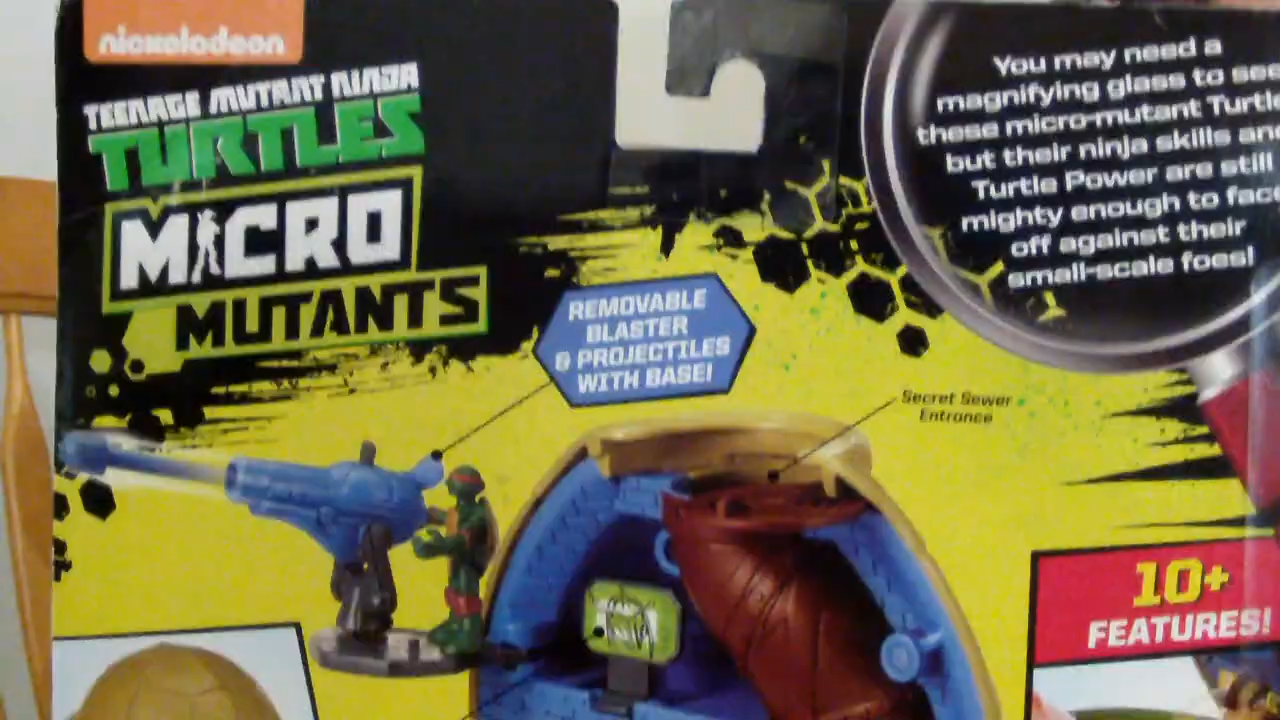 nickelodeon
TEENAGE MUTANT NINJA
TURTLES
MICRO
MUTANTS
You may need a
magnifying glass to see
these micro-mutant Turtle
but their ninja skills and
Turtle Power are still
mighty enough to face
off against their
small-scale foes!
REMOVABLE
BLASTER
& PROJECTILES
WITH BASE!
Secret Sewer
Entrance
10+
FEATURES!